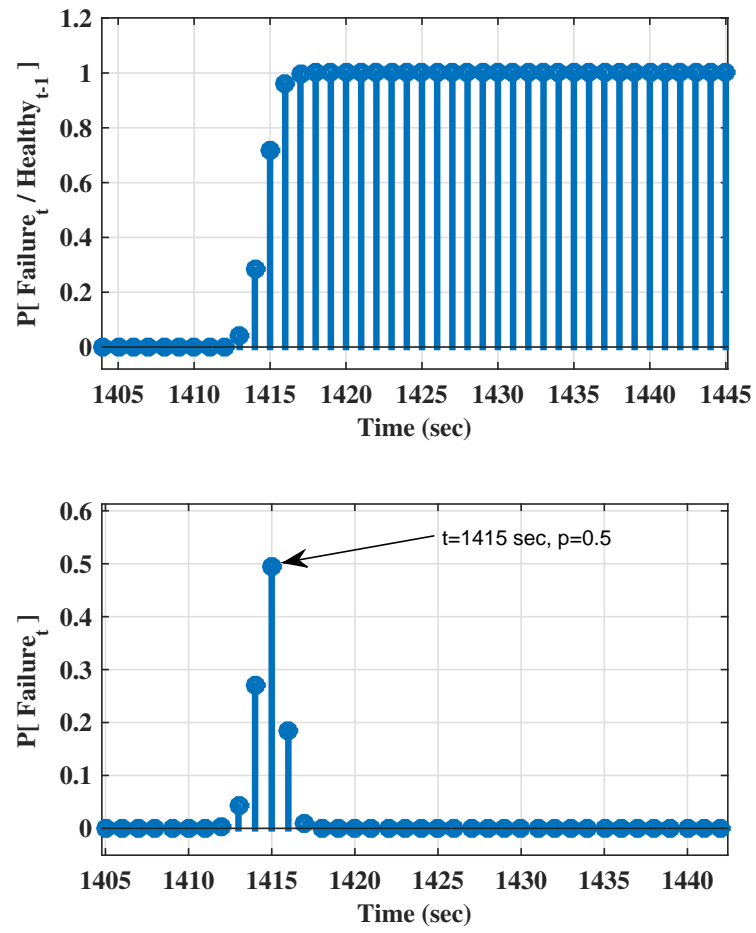 1.2
1
0.8
0.6
0.4
0.2
0
P[ Failure_t / Healthy_{t-1} ]
1405 1410 1415 1420 1425 1430 1435 1440 1445
Time (sec)
0.6
0.5
0.4
0.3
0.2
0.1
0
P[ Failure_t ]
t=1415 sec, p=0.5
1405 1410 1415 1420 1425 1430 1435 1440
Time (sec)